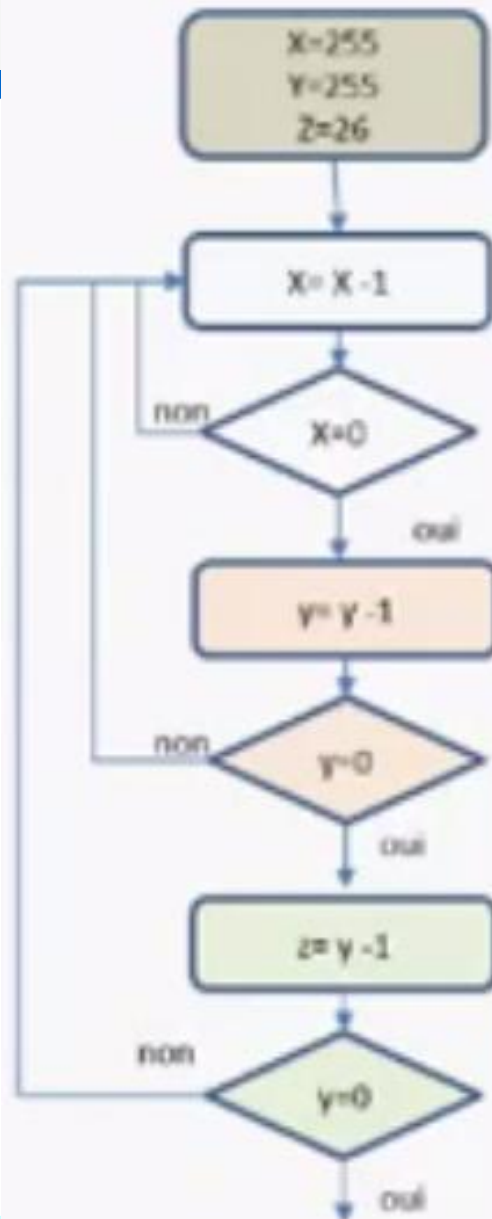 X=255
Y=255
Z=26
X= X -1
non
X=0
oui
y= y -1
non
y=0
oui
z= y -1
non
y=0
oui